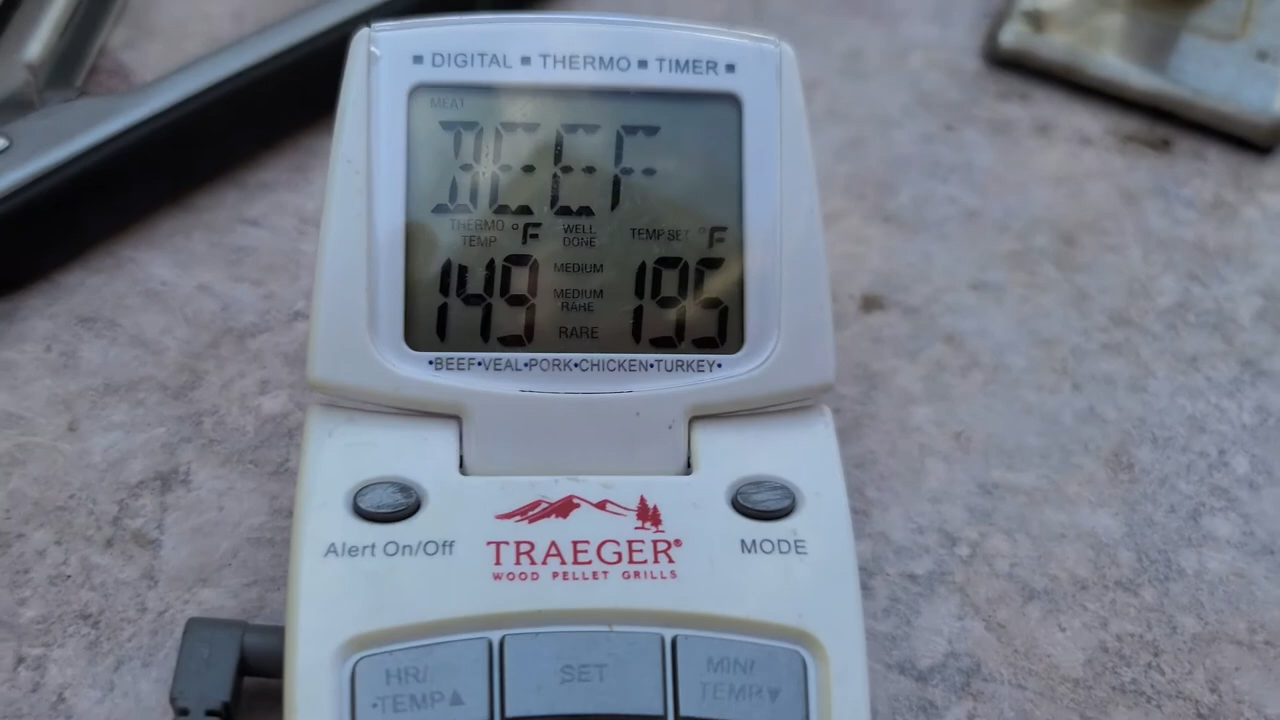 ▪ DIGITAL ▪ THERMO ▪ TIMER ▪
MEAT
BEEF
THERMO TEMP °F WELL DONE TEMP SET °F
149 MEDIUM 195
MEDIUM RARE
RARE
•BEEF•VEAL•PORK•CHICKEN•TURKEY•
Alert On/Off
MODE
TRAEGER®
WOOD PELLET GRILLS
HR/ TEMP▲
SET
MIN/ TEMP▼